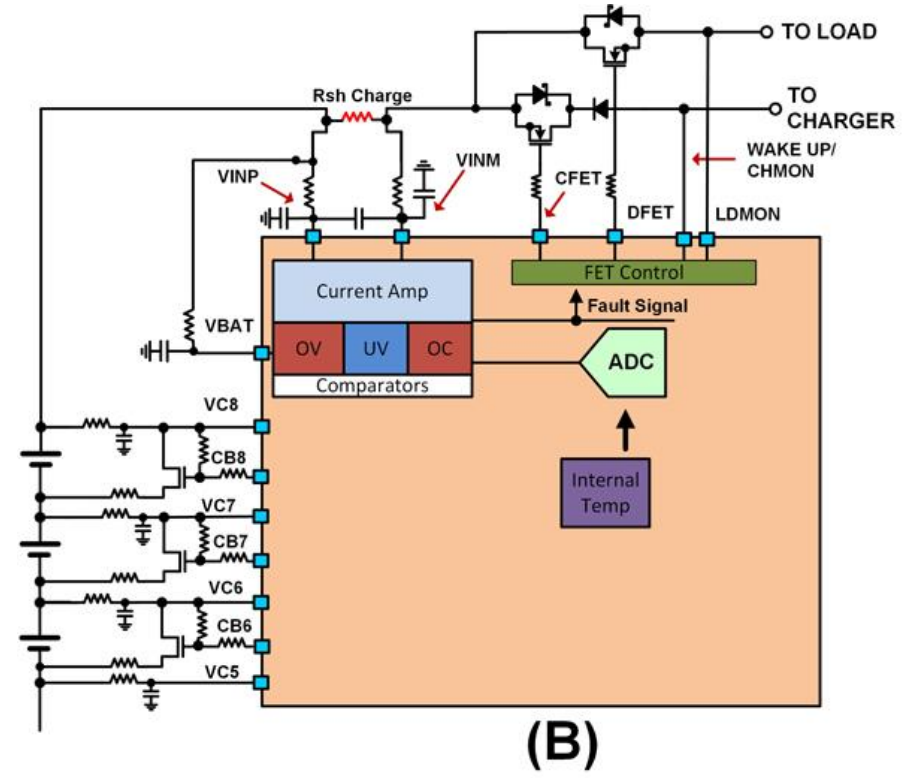 TO LOAD
Rsh Charge
TO
CHARGER
WAKE UP/
CHMON
VINP
VINM
CFET
DFET
LDMON
FET Control
Current Amp
Fault Signal
VBAT
OV
UV
OC
ADC
Comparators
VC8
CB8
Internal
Temp
VC7
CB7
VC6
CB6
VC5
(B)